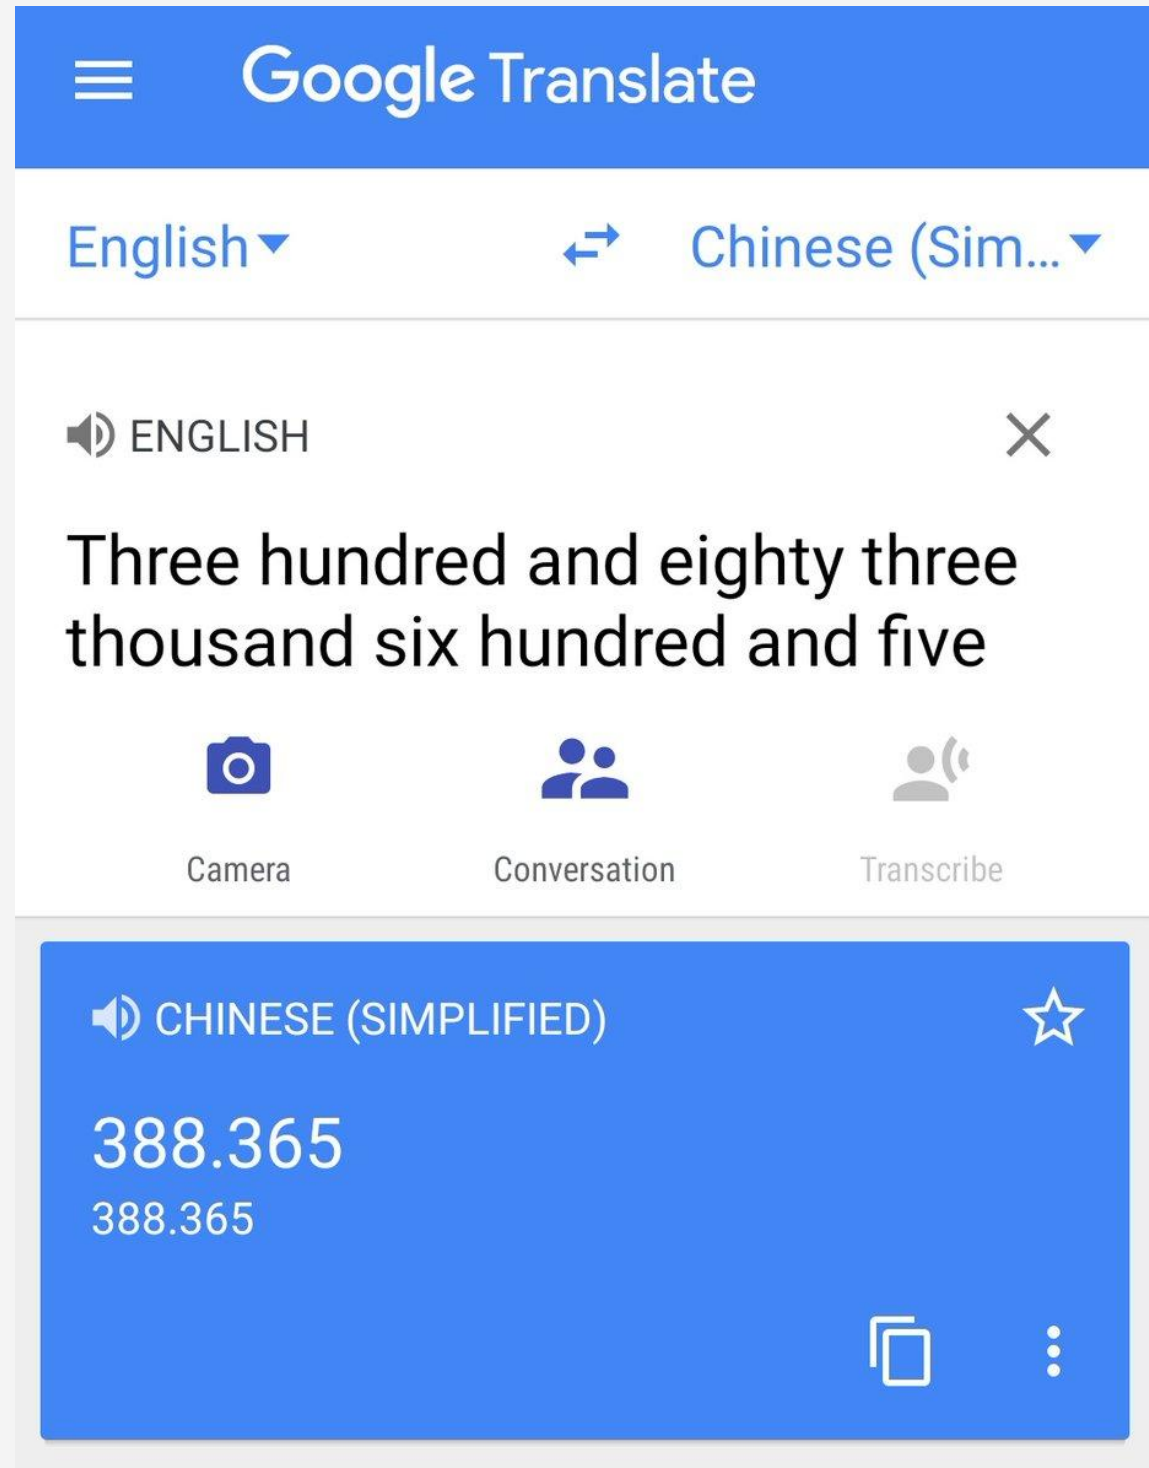 Google Translate
English Chinese (Sim...
ENGLISH
Three hundred and eighty three
thousand six hundred and five
Camera Conversation Transcribe
CHINESE (SIMPLIFIED)
388.365
388.365